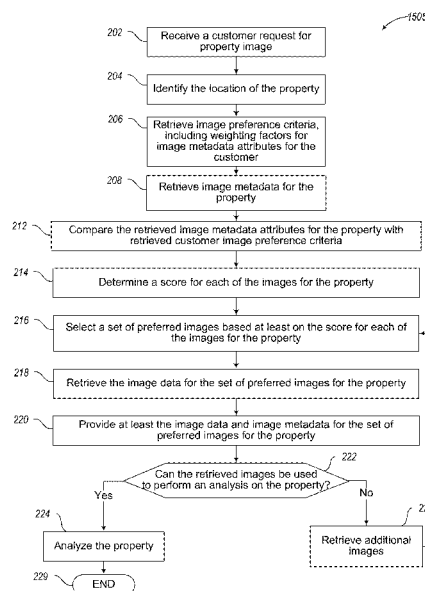 1505
202
Receive a customer request for
property image
204
Identify the location of the property
206
Retrieve image preference criteria,
including weighting factors for
image metadata attributes for the
customer
208
Retrieve image metadata for the
property
212
Compare the retrieved image metadata attributes for the property with
retrieved customer image preference criteria
214
Determine a score for each of the images for the property
216
Select a set of preferred images based at least on the score for each of
the images for the property
218
Retrieve the image data for the set of preferred images for the property
220
Provide at least the image data and image metadata for the set of
preferred images for the property
222
Can the retrieved images be used
to perform an analysis on the property?
Yes
No
224
Analyze the property
Retrieve additional
images
229
END